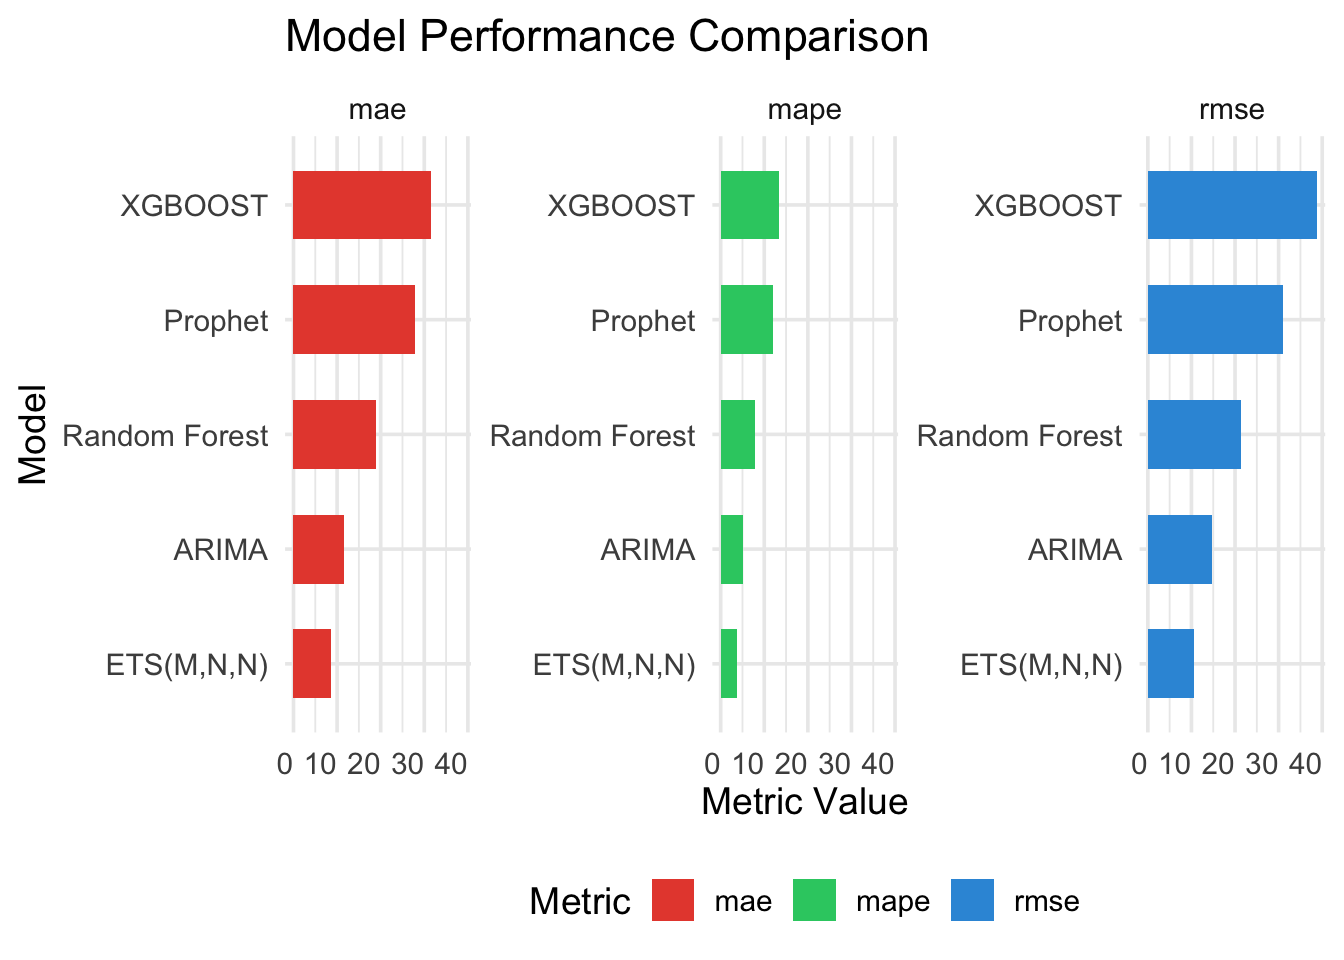 Model Performance Comparison
mae
mape
rmse
Model
XGBOOST
Prophet
Random Forest
ARIMA
ETS(M,N,N)
0 10 20 30 40
XGBOOST
Prophet
Random Forest
ARIMA
ETS(M,N,N)
0 10 20 30 40
XGBOOST
Prophet
Random Forest
ARIMA
ETS(M,N,N)
0 10 20 30 40
Metric Value
Metric mae mape rmse